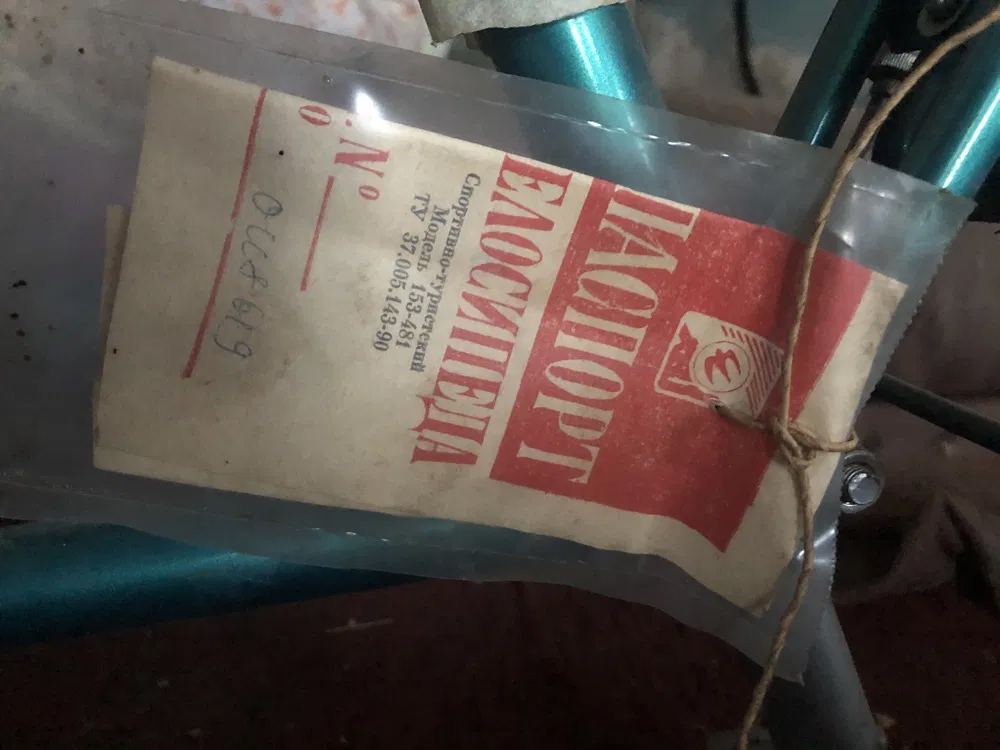 ПАСПОРТ
ВЕЛОСИПЕДА
Спортивно-туристский
Модель 153-481
ТУ 37.005.143-90
№